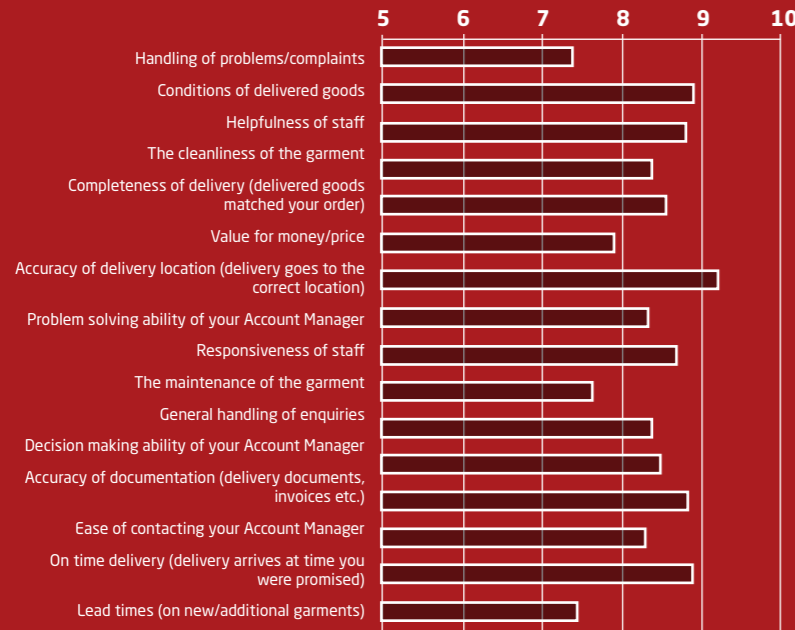 5 6 7 8 9 10
Handling of problems/complaints
Conditions of delivered goods
Helpfulness of staff
The cleanliness of the garment
Completeness of delivery (delivered goods
matched your order)
Value for money/price
Accuracy of delivery location (delivery goes to the
correct location)
Problem solving ability of your Account Manager
Responsiveness of staff
The maintenance of the garment
General handling of enquiries
Decision making ability of your Account Manager
Accuracy of documentation (delivery documents,
invoices etc.)
Ease of contacting your Account Manager
On time delivery (delivery arrives at time you
were promised)
Lead times (on new/additional garments)